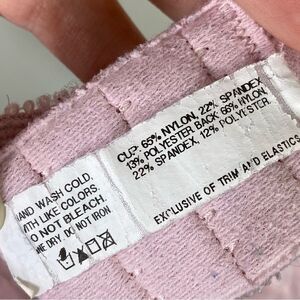 CUP: 65% NYLON, 22% SPANDEX
13% POLYESTER BACK 66% NYLON,
22% SPANDEX, 12% POLYESTER.
EXCLUSIVE OF TRIM AND ELASTICS
HAND WASH COLD.
WITH LIKE COLORS.
DO NOT BLEACH.
LINE DRY. DO NOT IRON